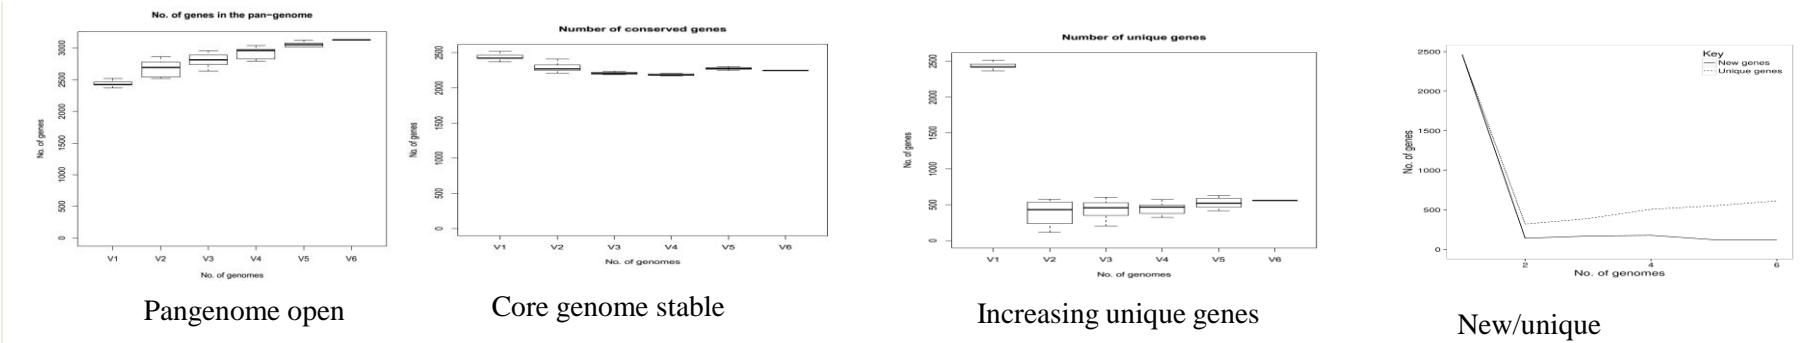 No. of genes in the pan-genome
No. of genes
3000
2500
2000
1500
1000
500
0
V1 V2 V3 V4 V5 V6
No. of genomes
Pangenome open
Number of conserved genes
No. of genes
2500
2000
1500
1000
500
0
V1 V2 V3 V4 V5 V6
No. of genomes
Core genome stable
Number of unique genes
No. of genes
2500
2000
1500
1000
500
0
V1 V2 V3 V4 V5 V6
No. of genomes
Increasing unique genes
Key
New genes
Unique genes
No. of genes
2500
2000
1500
1000
500
0
2 4 6
No. of genomes
New/unique